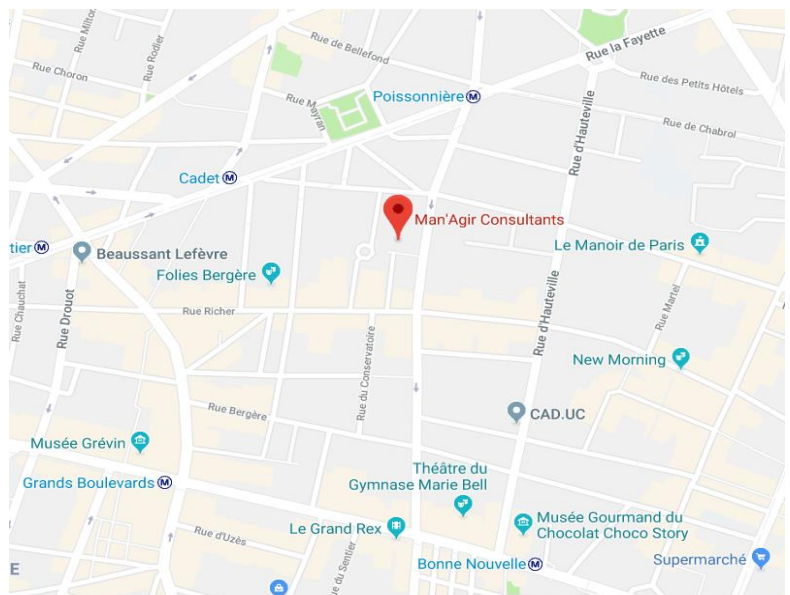 Rue Milton
Rue Rodier
Rue de Bellefond
Rue la Fayette
Rue Choron
Rue Mayran
Poissonnière
Rue des Petits Hôtels
Rue d'Hauteville
Rue de Chabrol
Cadet
Man'Agir Consultants
tier
Beaussant Lefèvre
Le Manoir de Paris
Folies Bergère
Rue Chauchat
Rue Drouot
Rue Richer
Rue Martel
Rue d'Hauteville
Rue du Conservatoire
New Morning
Rue Bergère
CAD.UC
Musée Grévin
Théâtre du
Gymnase Marie Bell
Grands Boulevards
Le Grand Rex
Musée Gourmand du
Chocolat Choco Story
Rue d'Uzès
ue du Sentier
Bonne Nouvelle
Supermarché
E